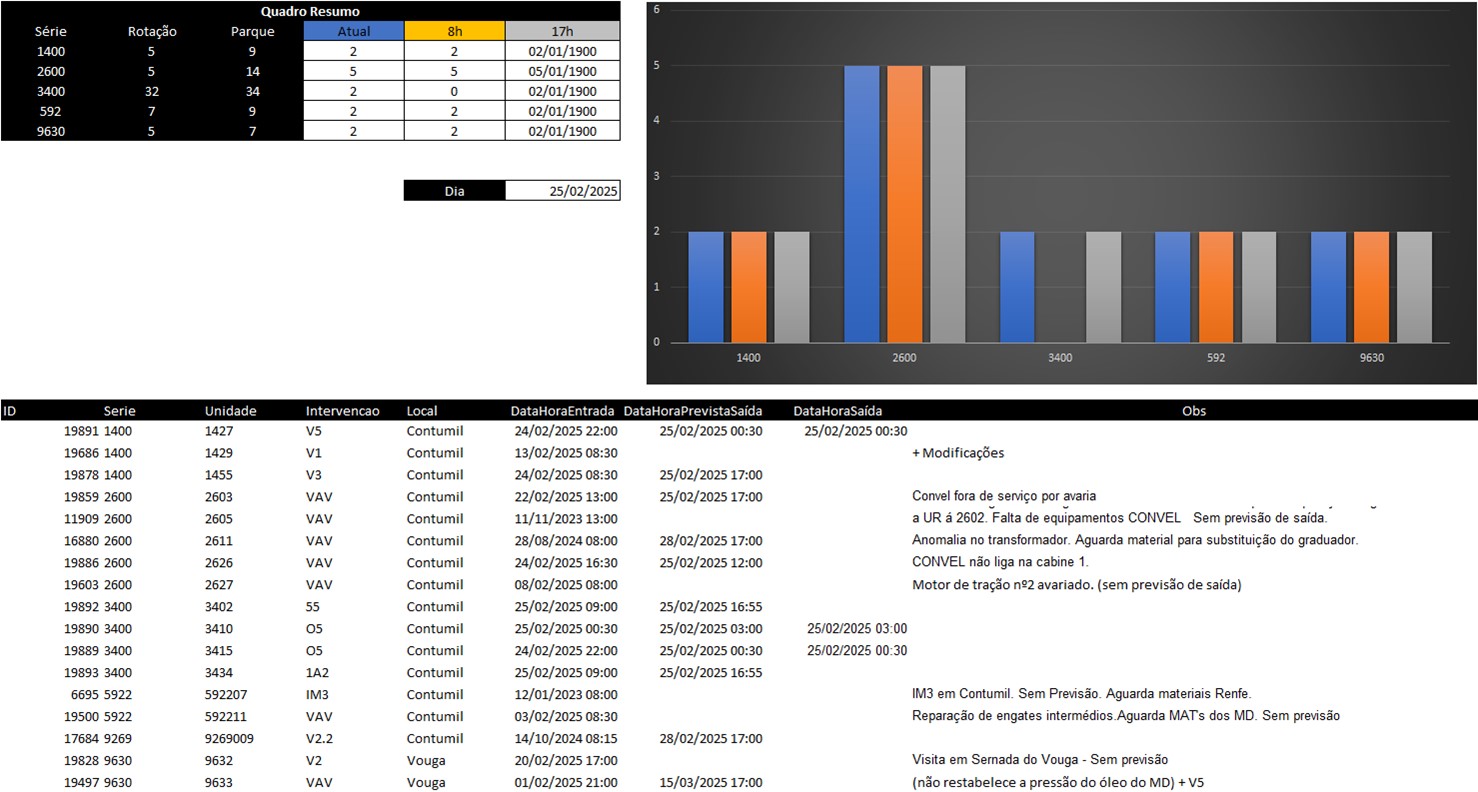 Quadro Resumo
Série Rotação Parque Atual 8h 17h
1400 5 9 2 2 02/01/1900
2600 5 14 5 5 05/01/1900
3400 32 34 2 0 02/01/1900
592 7 9 2 2 02/01/1900
9630 5 7 2 2 02/01/1900
Dia 25/02/2025
6
5
4
3
2
1
0
1400 2600 3400 592 9630
ID Serie Unidade Intervencao Local DataHoraEntrada DataHoraPrevistaSaída DataHoraSaída Obs
19891 1400 1427 V5 Contumil 24/02/2025 22:00 25/02/2025 00:30 25/02/2025 00:30
19686 1400 1429 V1 Contumil 13/02/2025 08:30 + Modificações
19878 1400 1455 V3 Contumil 24/02/2025 08:30 25/02/2025 17:00
19859 2600 2603 VAV Contumil 22/02/2025 13:00 25/02/2025 17:00 Convel fora de serviço por avaria
11909 2600 2605 VAV Contumil 11/11/2023 13:00 a UR á 2602. Falta de equipamentos CONVEL Sem previsão de saída.
16880 2600 2611 VAV Contumil 28/08/2024 08:00 28/02/2025 17:00 Anomalia no transformador. Aguarda material para substituição do graduador.
19886 2600 2626 VAV Contumil 24/02/2025 16:30 25/02/2025 12:00 CONVEL não liga na cabine 1.
19603 2600 2627 VAV Contumil 08/02/2025 08:00 Motor de tração nº2 avariado. (sem previsão de saída)
19892 3400 3402 55 Contumil 25/02/2025 09:00 25/02/2025 16:55
19890 3400 3410 O5 Contumil 25/02/2025 00:30 25/02/2025 03:00 25/02/2025 03:00
19889 3400 3415 O5 Contumil 24/02/2025 22:00 25/02/2025 00:30 25/02/2025 00:30
19893 3400 3434 1A2 Contumil 25/02/2025 09:00 25/02/2025 16:55
6695 5922 592207 IM3 Contumil 12/01/2023 08:00 IM3 em Contumil. Sem Previsão. Aguarda materiais Renfe.
19500 5922 592211 VAV Contumil 03/02/2025 08:30 Reparação de engates intermédios.Aguarda MAT's dos MD. Sem previsão
17684 9269 9269009 V2.2 Contumil 14/10/2024 08:15 28/02/2025 17:00
19828 9630 9632 V2 Vouga 20/02/2025 17:00 Visita em Sernada do Vouga - Sem previsão
19497 9630 9633 VAV Vouga 01/02/2025 21:00 15/03/2025 17:00 (não restabelece a pressão do óleo do MD) + V5